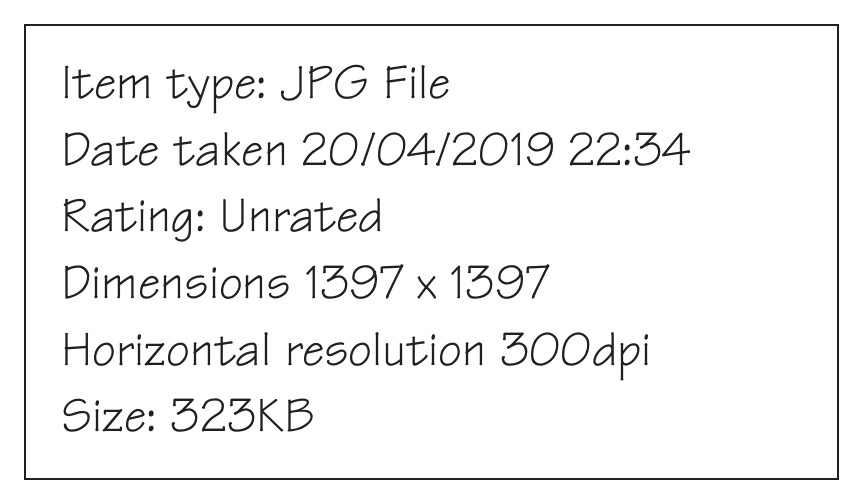 Item type: JPG File
Date taken 20/04/2019 22:34
Rating: Unrated
Dimensions 1397 x 1397
Horizontal resolution 300dpi
Size: 323KB